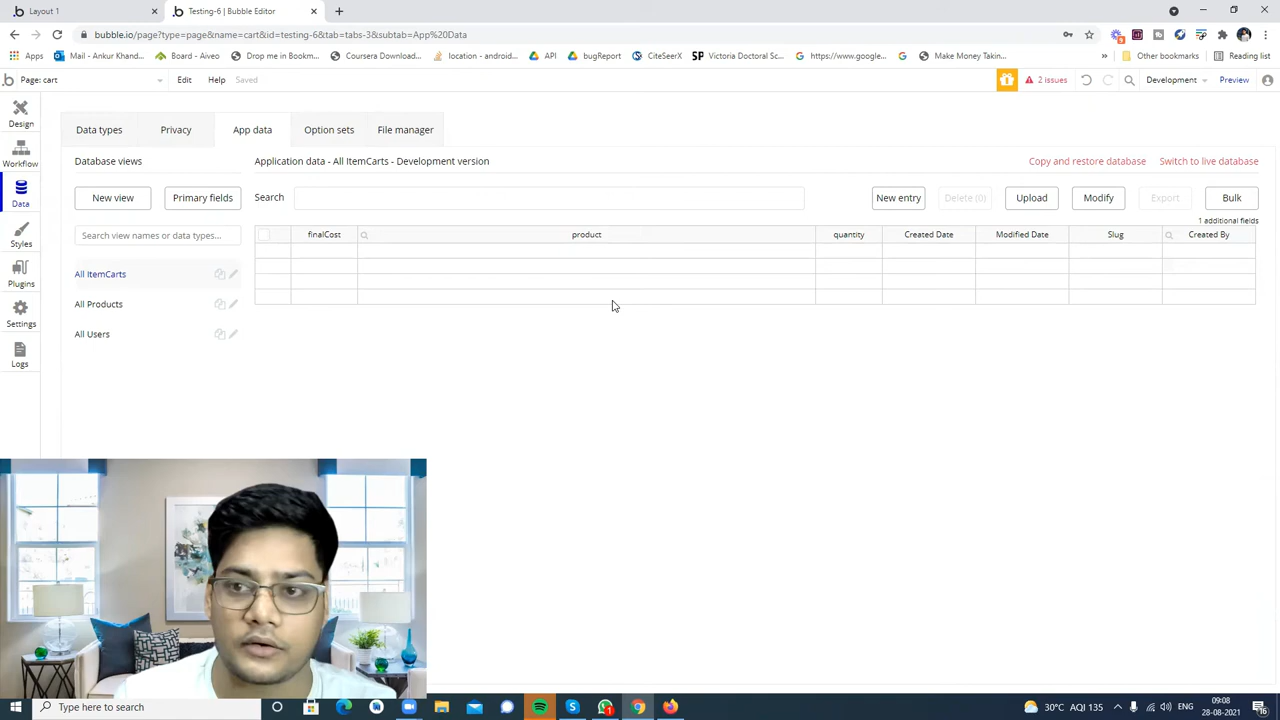 Layout 1
Testing-6 | Bubble Editor
bubble.io/page?type=page&name=cart&id=testing-6&tab=tabs-3&subtab=App%20Data
Apps
Mail - Ankur Khand...
Board - Aiveo
Drop me in Bookm...
Coursera Download...
location - android...
API
bugReport
CiteSeerX
SP Victoria Doctoral Sc...
https://www.google...
Make Money Takin...
»
Other bookmarks
Reading list
Page: cart
Edit
Help
Saved
2 issues
Development
Preview
Design
Workflow
Data
Styles
Plugins
Settings
Logs
Data types
Privacy
App data
Option sets
File manager
Database views
Application data - All ItemCarts - Development version
Copy and restore database
Switch to live database
New view
Primary fields
Search
New entry
Delete (0)
Upload
Modify
Export
Bulk
1 additional fields
Search view names or data types...
finalCost
product
quantity
Created Date
Modified Date
Slug
Created By
All ItemCarts
All Products
All Users
Type here to search
30°C AQI 135
ENG
09:08
28-08-2021